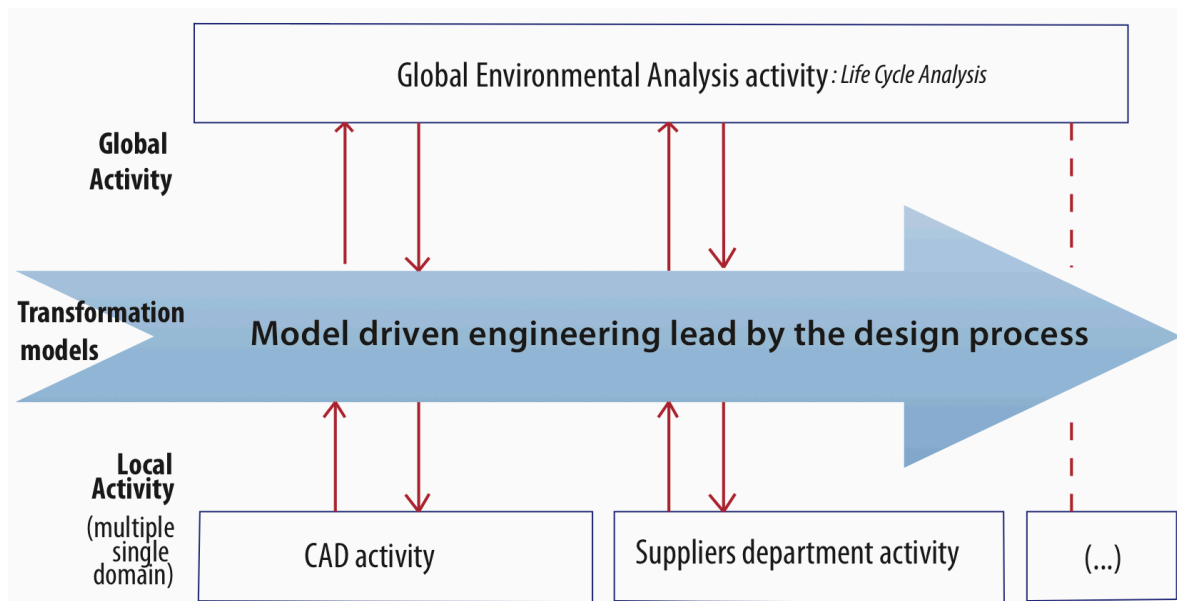 Global Environmental Analysis activity : Life Cycle Analysis
Global
Activity
Transformation
models
Model driven engineering lead by the design process
Local
Activity
(multiple
single
domain)
CAD activity
Suppliers department activity
(...)